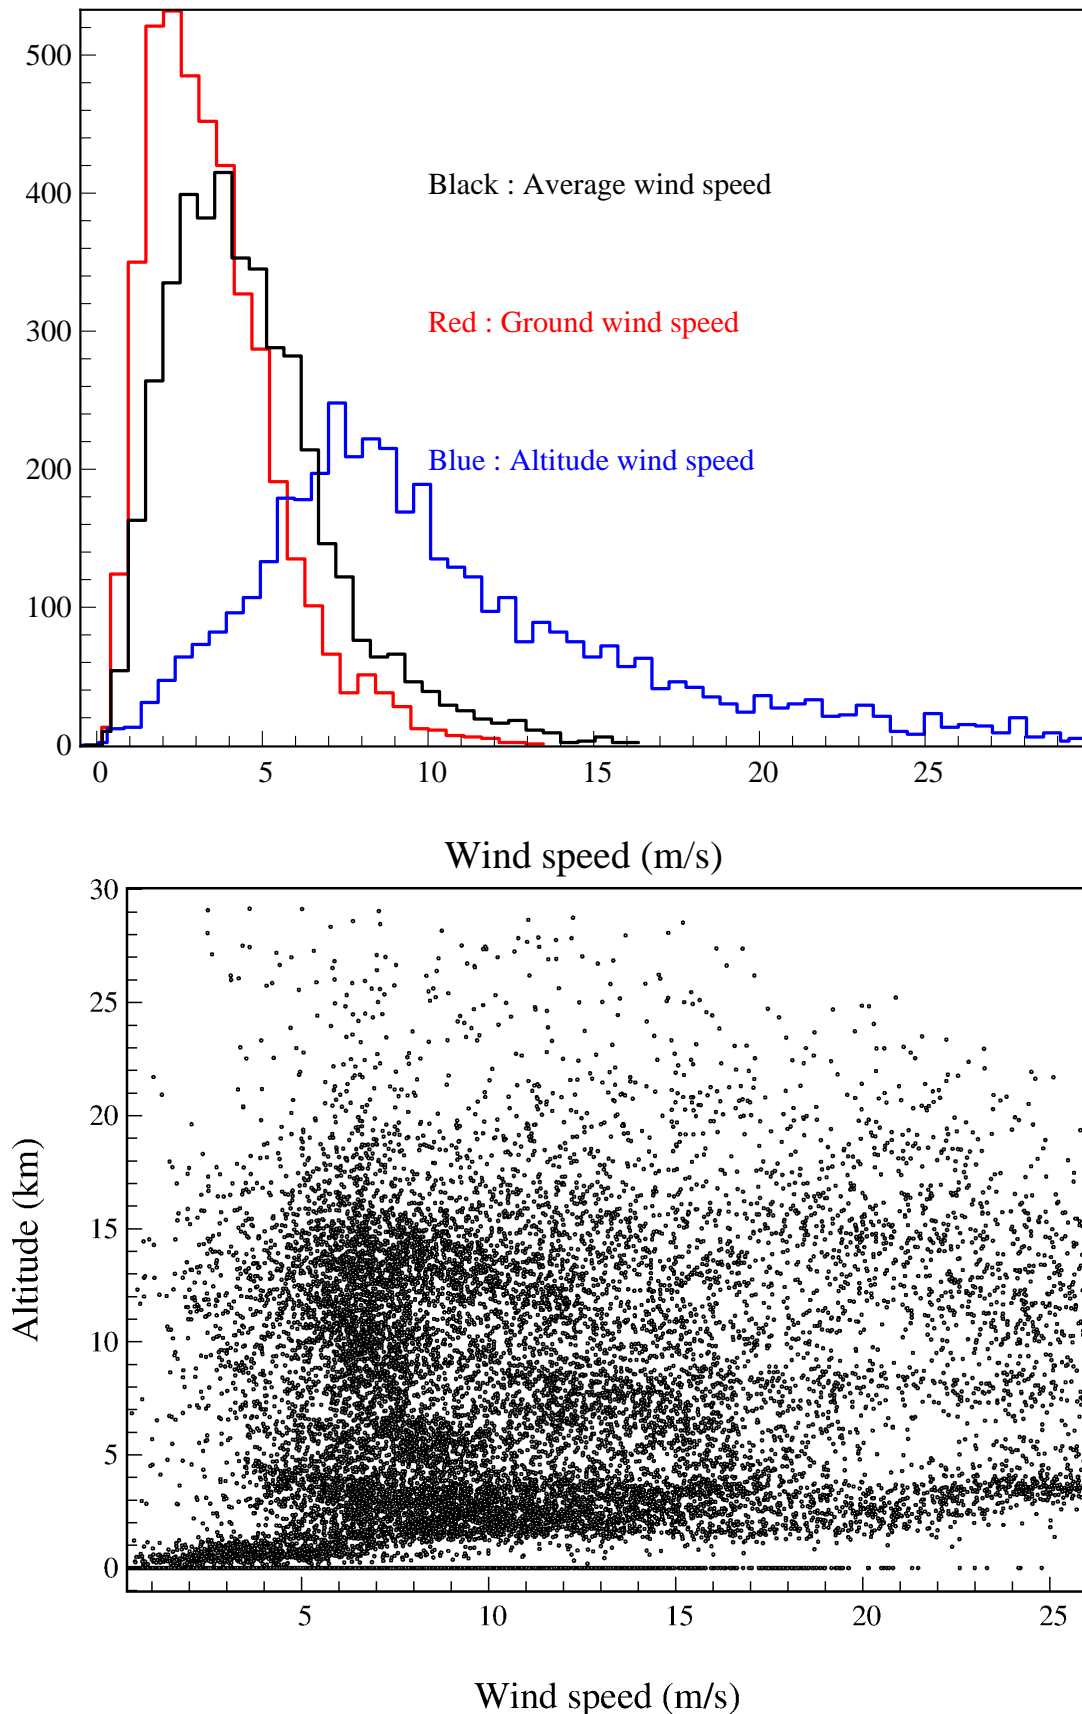 500
400
300
200
100
0
Black : Average wind speed
Red : Ground wind speed
Blue : Altitude wind speed
0 5 10 15 20 25
Wind speed (m/s)
30
25
20
15
10
5
0
Altitude (km)
5 10 15 20 25
Wind speed (m/s)